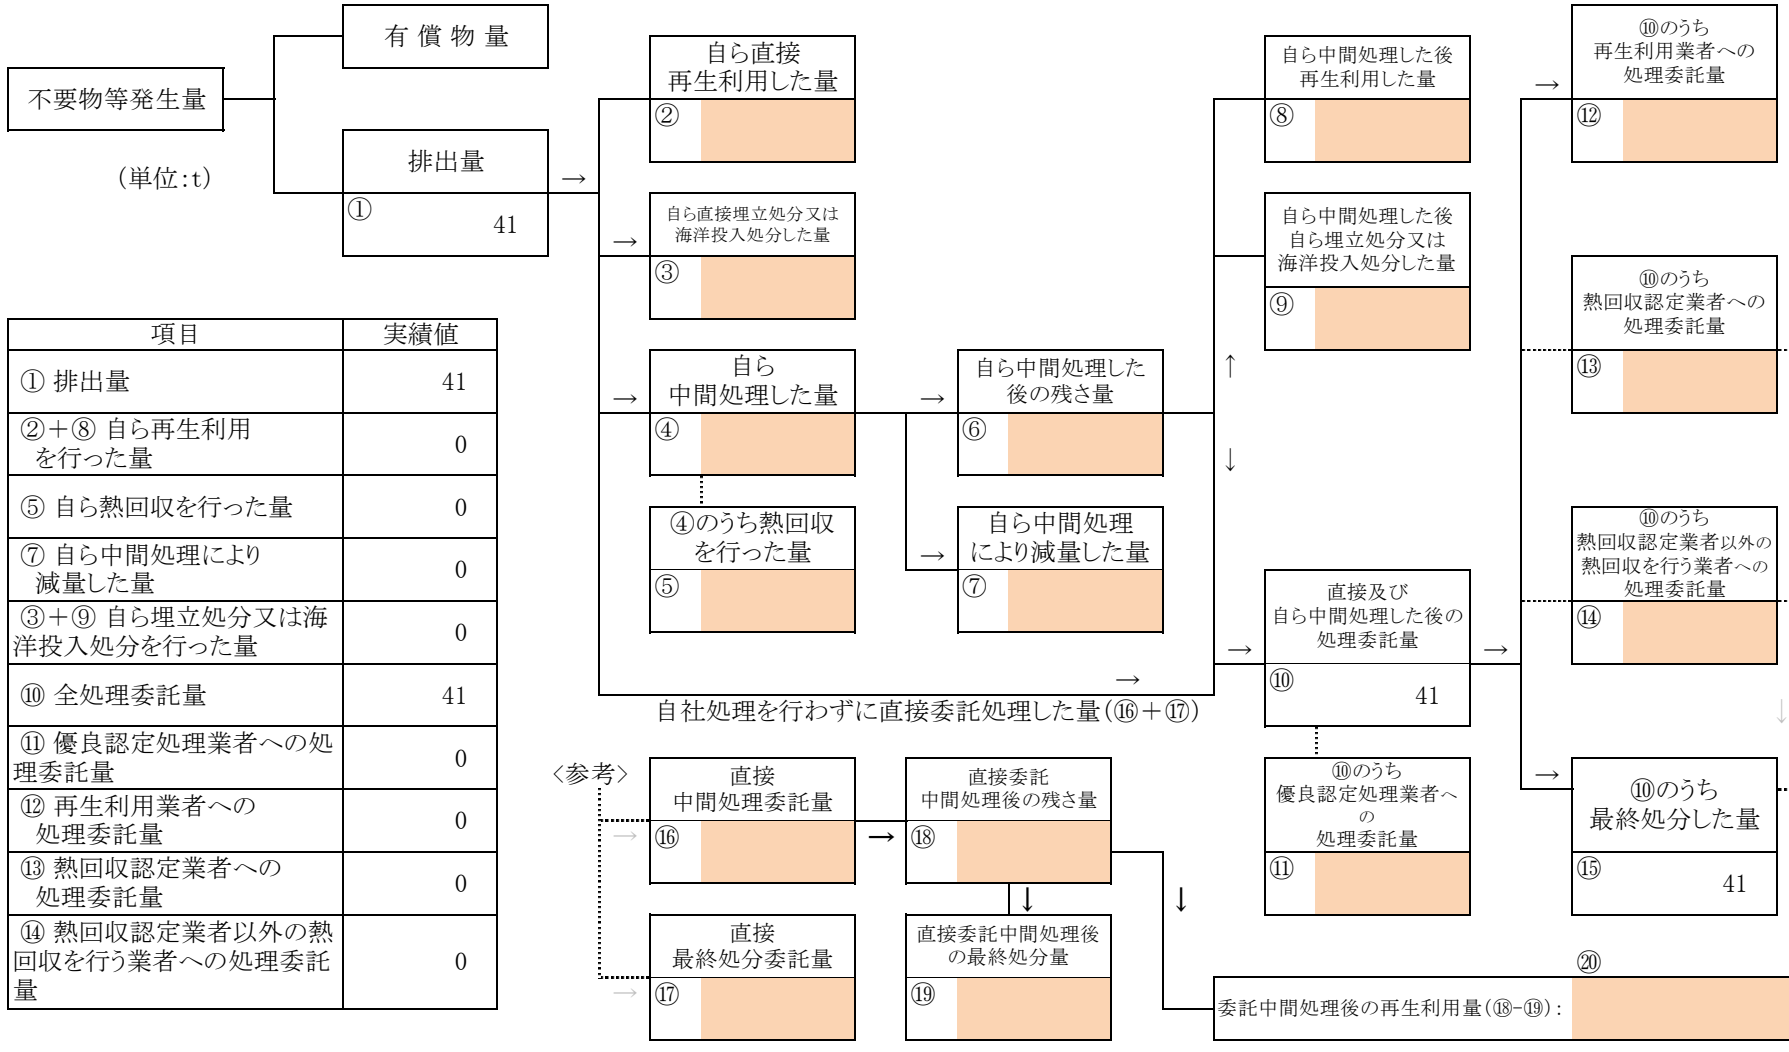 不要物等発生量
(単位:t)
有 償 物 量
排出量
① 41
→
自ら直接
再生利用した量
②
→
自ら直接埋立処分又は
海洋投入処分した量
③
→
自ら
中間処理した量
④
④のうち熱回収
を行った量
⑤
→
自ら中間処理した
後の残さ量
⑥
→
自ら中間処理
により減量した量
⑦
↑
↓
自ら中間処理した後
再生利用した量
⑧
自ら中間処理した後
自ら埋立処分又は
海洋投入処分した量
⑨
→
自社処理を行わずに直接委託処理した量(⑯+⑰)
→
直接及び
自ら中間処理した後の
処理委託量
⑩ 41
→
⑩のうち
優良認定処理業者へ
の
処理委託量
⑪
→
⑩のうち
再生利用業者への
処理委託量
⑫
⑩のうち
熱回収認定業者への
処理委託量
⑬
⑩のうち
熱回収認定業者以外の
熱回収を行う業者への
処理委託量
⑭
↓
→
⑩のうち
最終処分した量
⑮ 41
項目 実績値
① 排出量 41
②+⑧ 自ら再生利用
を行った量 0
⑤ 自ら熱回収を行った量 0
⑦ 自ら中間処理により
減量した量 0
③+⑨ 自ら埋立処分又は海
洋投入処分を行った量 0
⑩ 全処理委託量 41
⑪ 優良認定処理業者への処
理委託量 0
⑫ 再生利用業者への
処理委託量 0
⑬ 熱回収認定業者への
処理委託量 0
⑭ 熱回収認定業者以外の熱
回収を行う業者への処理委託
量 0
<参考>
→
直接
中間処理委託量
⑯
→
直接委託
中間処理後の残さ量
⑱
↓
↓
→
直接
最終処分委託量
⑰
直接委託中間処理後
の最終処分量
⑲
⑳
委託中間処理後の再生利用量(⑱-⑲):